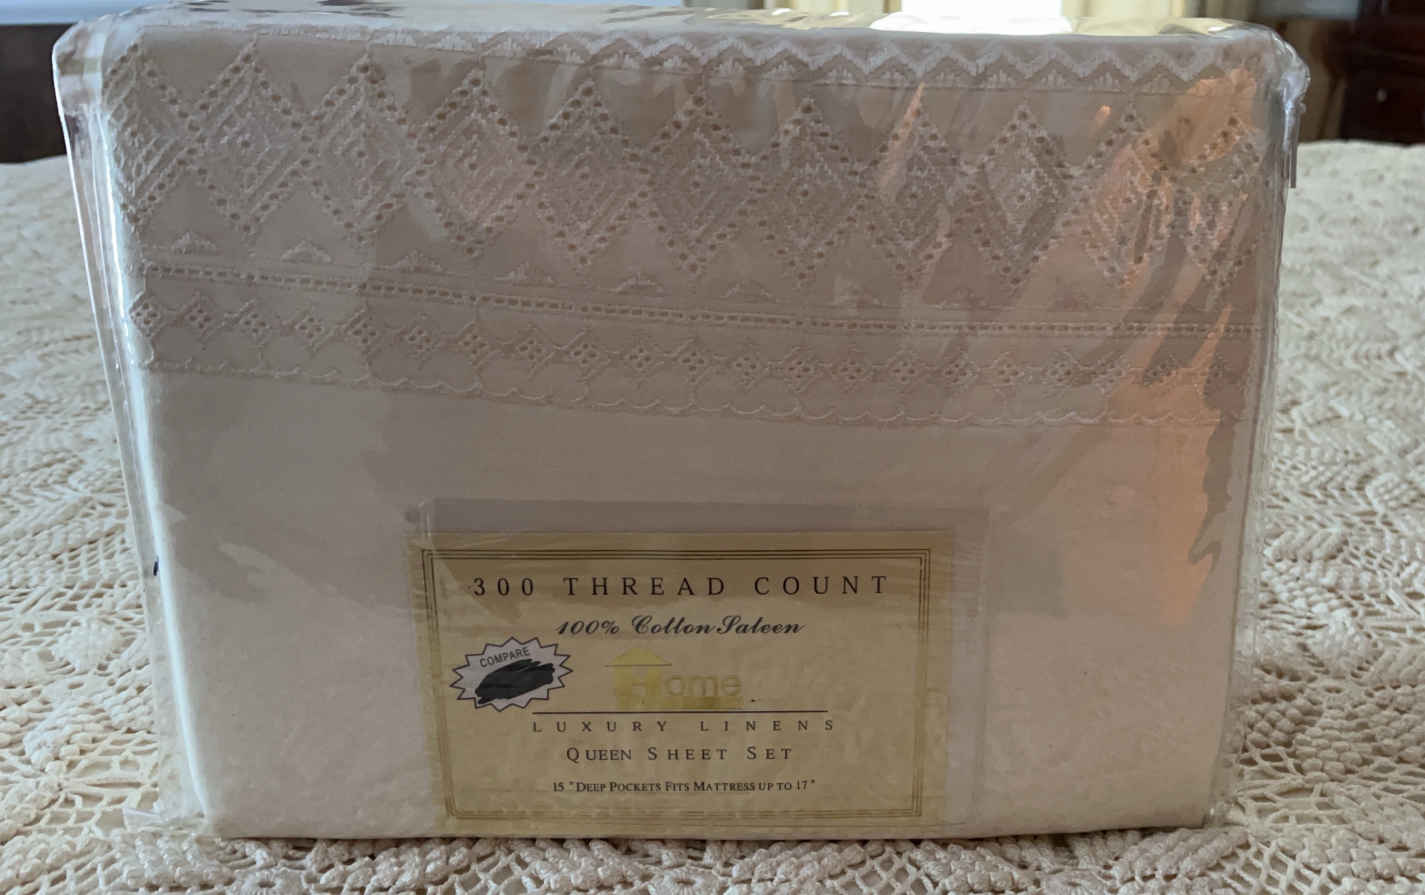 300 THREAD COUNT
100% Cotton Sateen
COMPARE
Home
LUXURY LINENS
QUEEN SHEET SET
15 "DEEP POCKETS FITS MATTRESS UP TO 17"